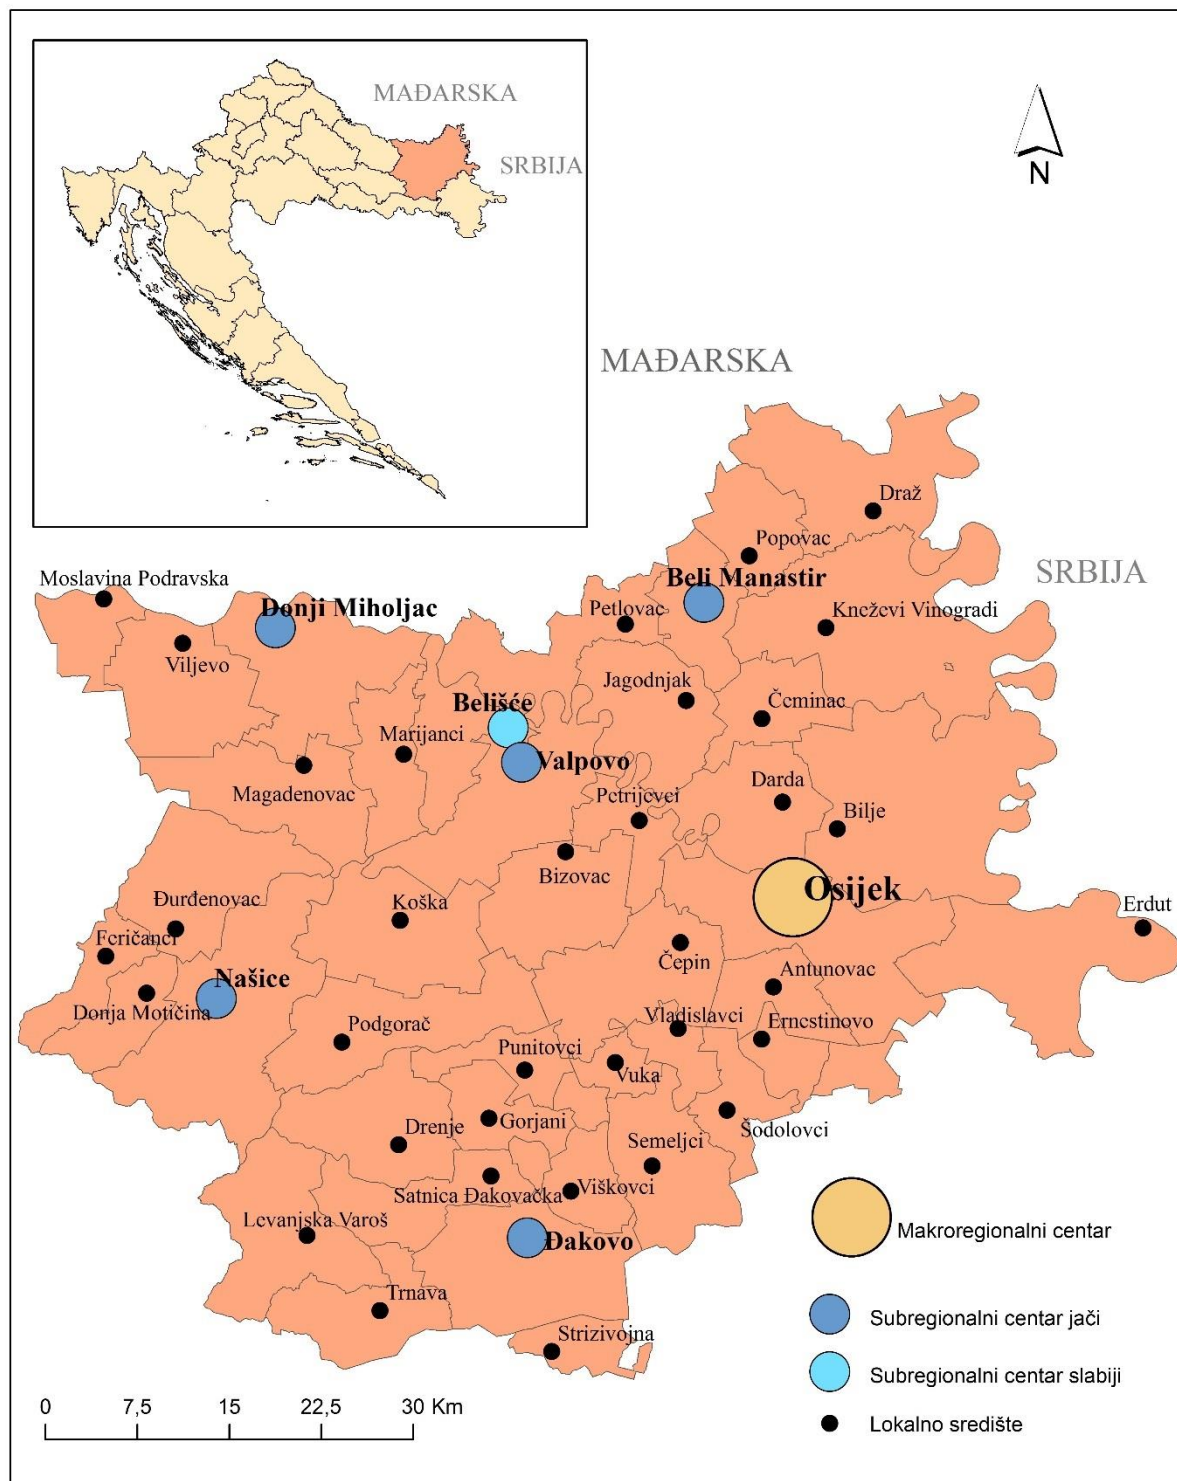 MAĐARSKA
SRBIJA
N
MAĐARSKA
SRBIJA
Draž
Popovac
Beli Manastir
Moslavina Podravska
Donji Miholjac
Petlovac
Kneževi Vinogradi
Viljevo
Jagodnjak
Čeminac
Belišće
Marijanci
Valpovo
Magadenovac
Petrijevci
Darda
Bilje
Bizovac
Osijek
Đurđenovac
Koška
Erdut
Feričanci
Čepin
Našice
Antunovac
Donja Motičina
Podgorač
Vladislavci
Ernestinovo
Punitovci
Vuka
Drenje
Gorjani
Šodolovci
Semeljci
Satnica Đakovačka
Viškovci
Levanjska Varoš
Đakovo
Trnava
Strizivojna
Makroregionalni centar
Subregionalni centar jači
Subregionalni centar slabiji
Lokalno središte
0 7,5 15 22,5 30 Km